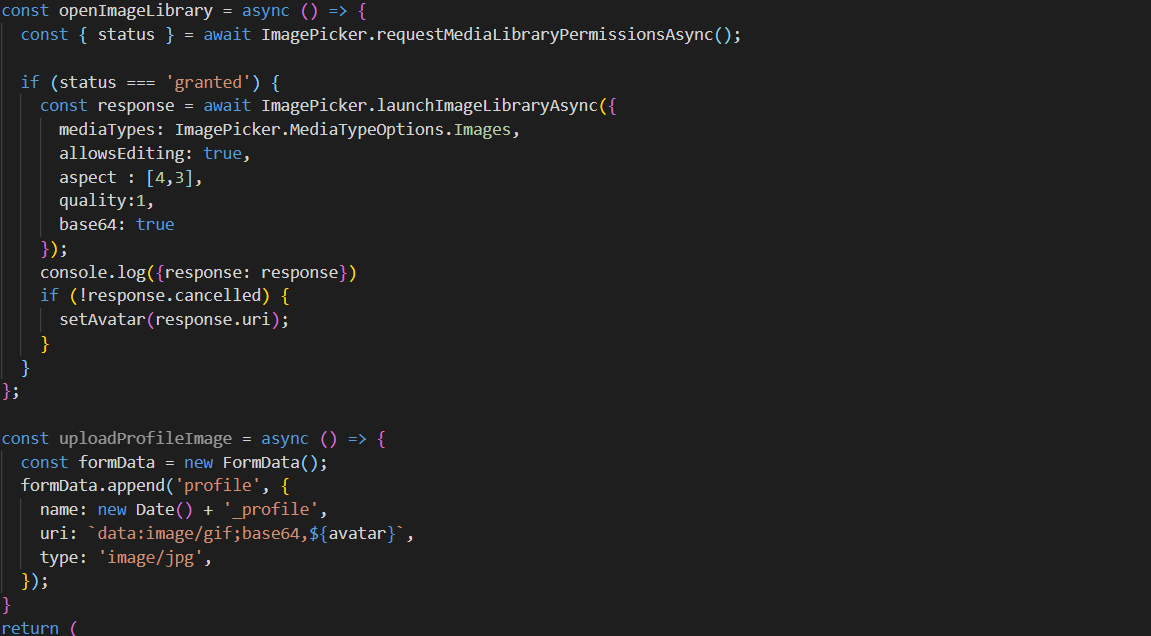 const openImageLibrary = async () => {
const { status } = await ImagePicker.requestMediaLibraryPermissionsAsync();
if (status === 'granted') {
const response = await ImagePicker.launchImageLibraryAsync({
mediaTypes: ImagePicker.MediaTypeOptions.Images,
allowsEditing: true,
aspect : [4,3],
quality:1,
base64: true
});
console.log({response: response})
if (!response.cancelled) {
setAvatar(response.uri);
}
}
};
const uploadProfileImage = async () => {
const formData = new FormData();
formData.append('profile', {
name: new Date() + '_profile',
uri: `data:image/gif;base64,${avatar}`,
type: 'image/jpg',
});
}
return (